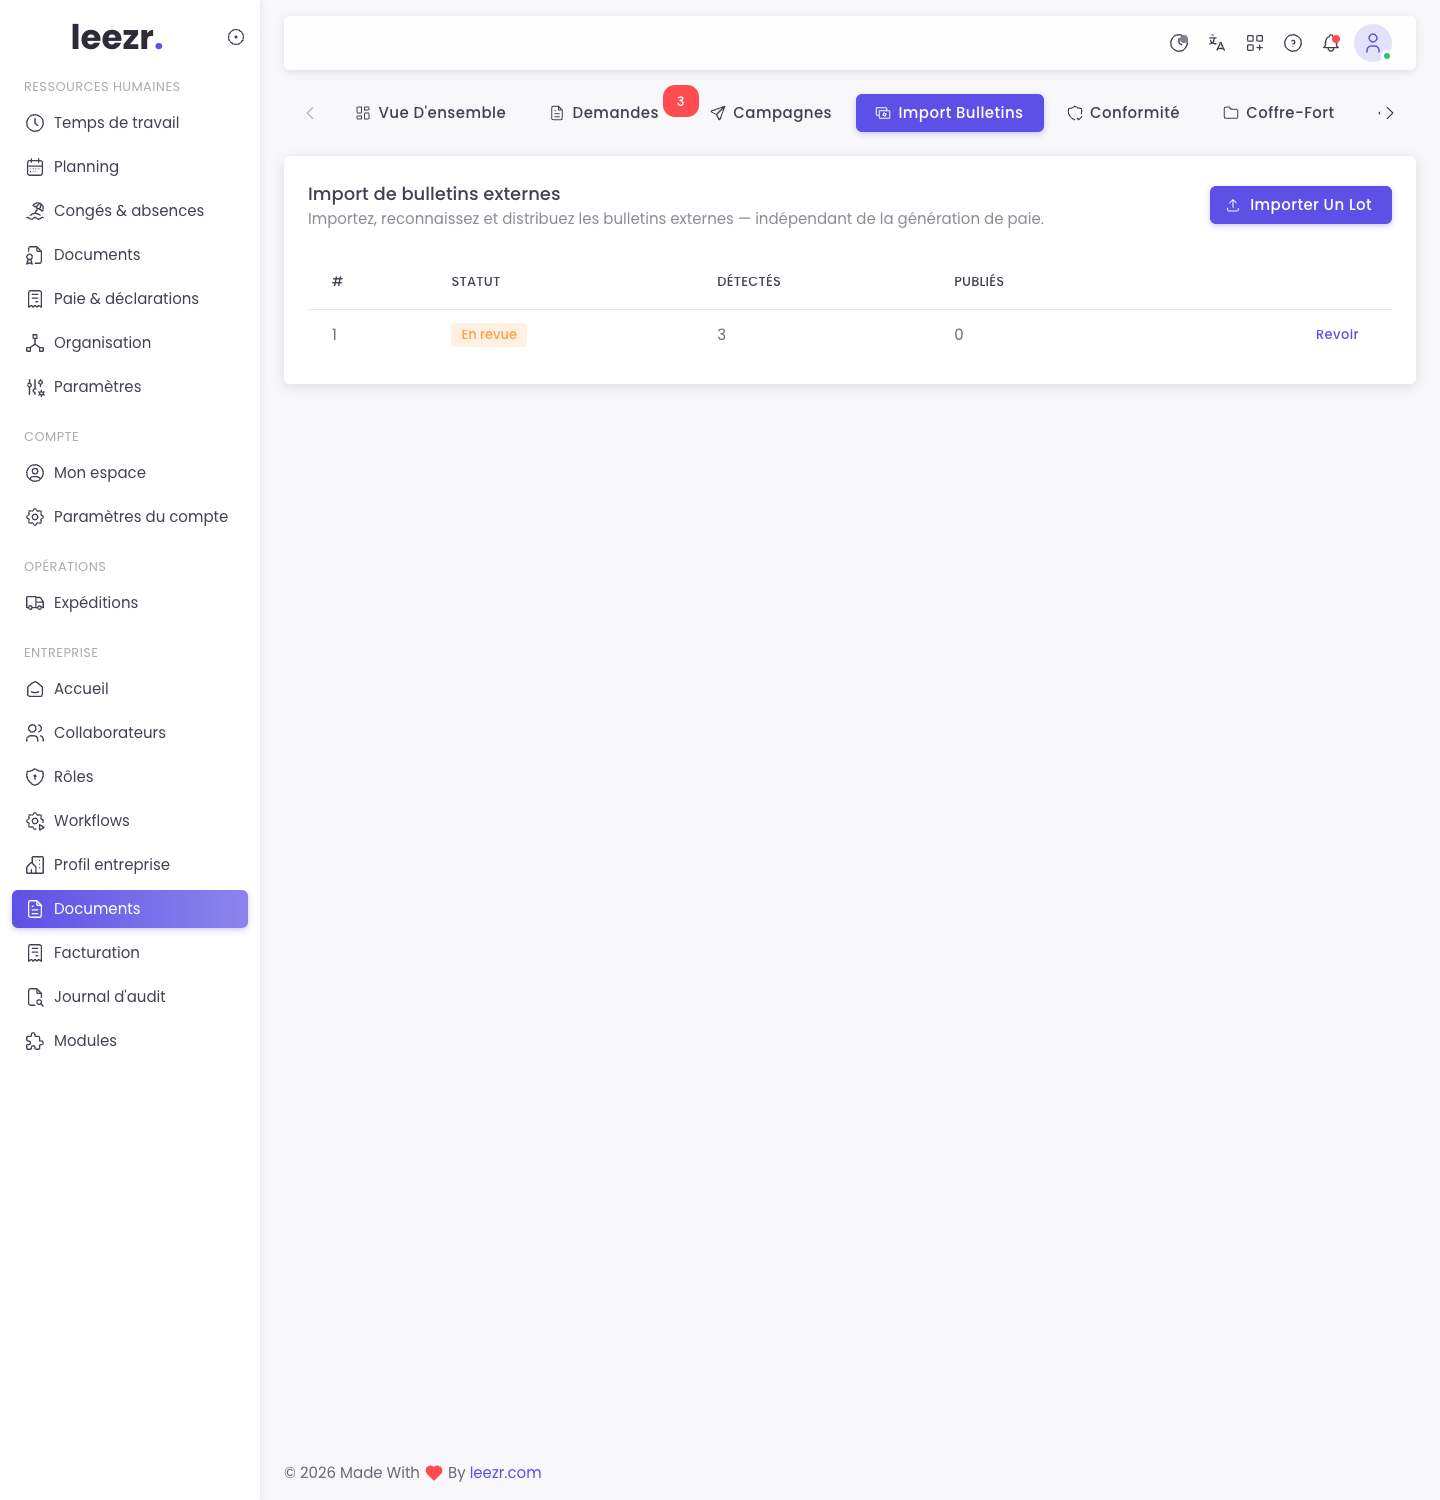 leezr.
RESSOURCES HUMAINES
Temps de travail
Planning
Congés & absences
Documents
Paie & déclarations
Organisation
Paramètres
COMPTE
Mon espace
Paramètres du compte
OPÉRATIONS
Expéditions
ENTREPRISE
Accueil
Collaborateurs
Rôles
Workflows
Profil entreprise
Documents
Facturation
Journal d'audit
Modules
Vue D'ensemble
Demandes
3
Campagnes
Import Bulletins
Conformité
Coffre-Fort
Import de bulletins externes
Importez, reconnaissez et distribuez les bulletins externes — indépendant de la génération de paie.
Importer Un Lot
# STATUT DÉTECTÉS PUBLIÉS
1 En revue 3 0 Revoir
© 2026 Made With By leezr.com